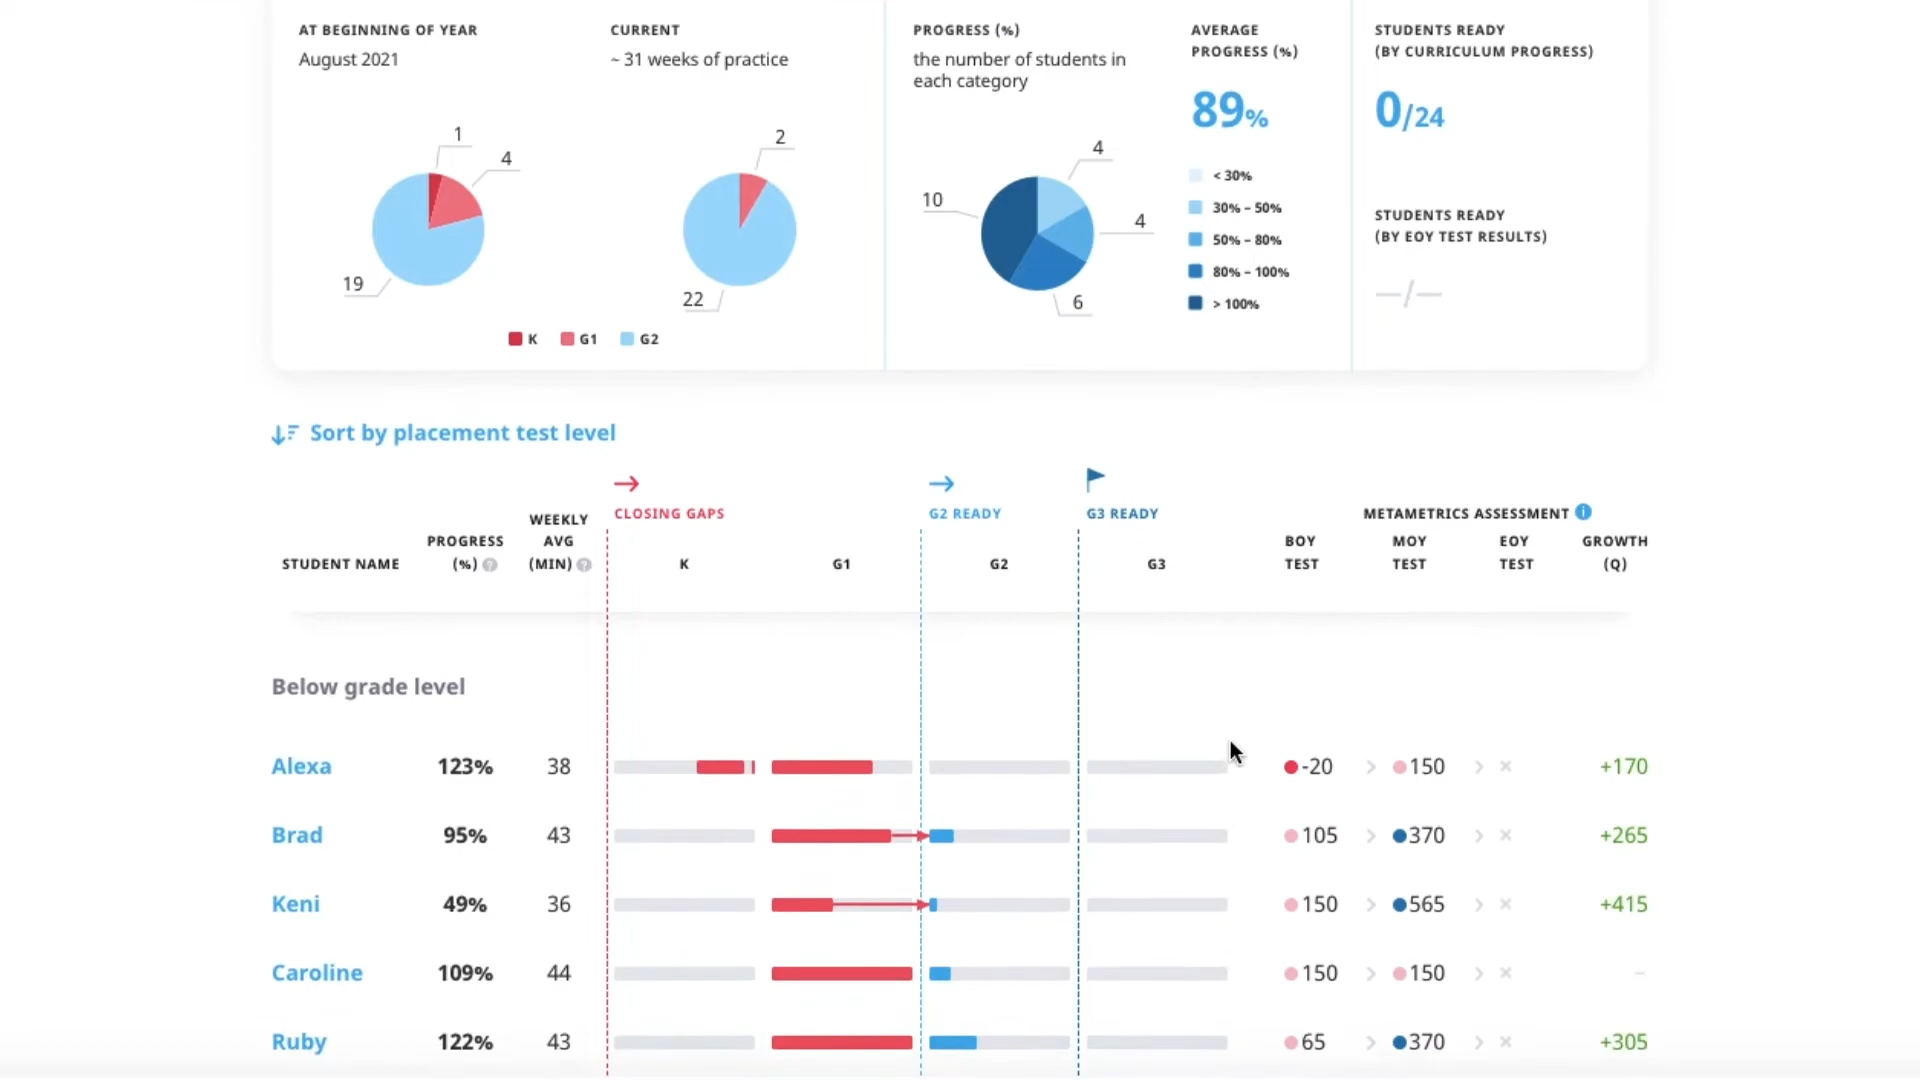 AT BEGINNING OF YEAR
August 2021
CURRENT
~ 31 weeks of practice
PROGRESS (%)
the number of students in
each category
AVERAGE
PROGRESS (%)
89%
STUDENTS READY
(BY CURRICULUM PROGRESS)
0/24
1
4
19
2
22
K
G1
G2
4
4
6
10
< 30%
30% – 50%
50% – 80%
80% – 100%
> 100%
STUDENTS READY
(BY EOY TEST RESULTS)
—/—
Sort by placement test level
CLOSING GAPS
G2 READY
G3 READY
METAMETRICS ASSESSMENT i
STUDENT NAME
PROGRESS
(%) ?
WEEKLY
AVG
(MIN) ?
K
G1
G2
G3
BOY
TEST
MOY
TEST
EOY
TEST
GROWTH
(Q)
Below grade level
Alexa 123% 38 -20 > 150 > × +170
Brad 95% 43 105 > 370 > × +265
Keni 49% 36 150 > 565 > × +415
Caroline 109% 44 150 > 150 > × –
Ruby 122% 43 65 > 370 > × +305